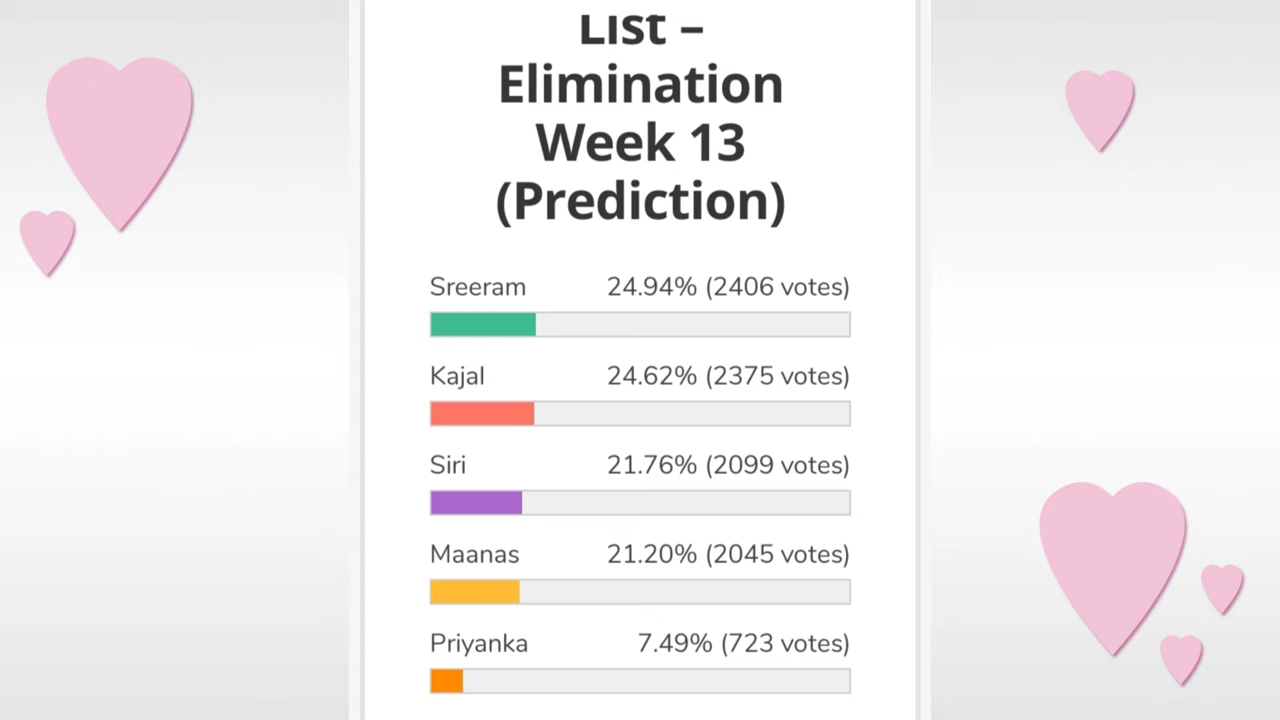 List –
Elimination
Week 13
(Prediction)
Sreeram 24.94% (2406 votes)
Kajal 24.62% (2375 votes)
Siri 21.76% (2099 votes)
Maanas 21.20% (2045 votes)
Priyanka 7.49% (723 votes)